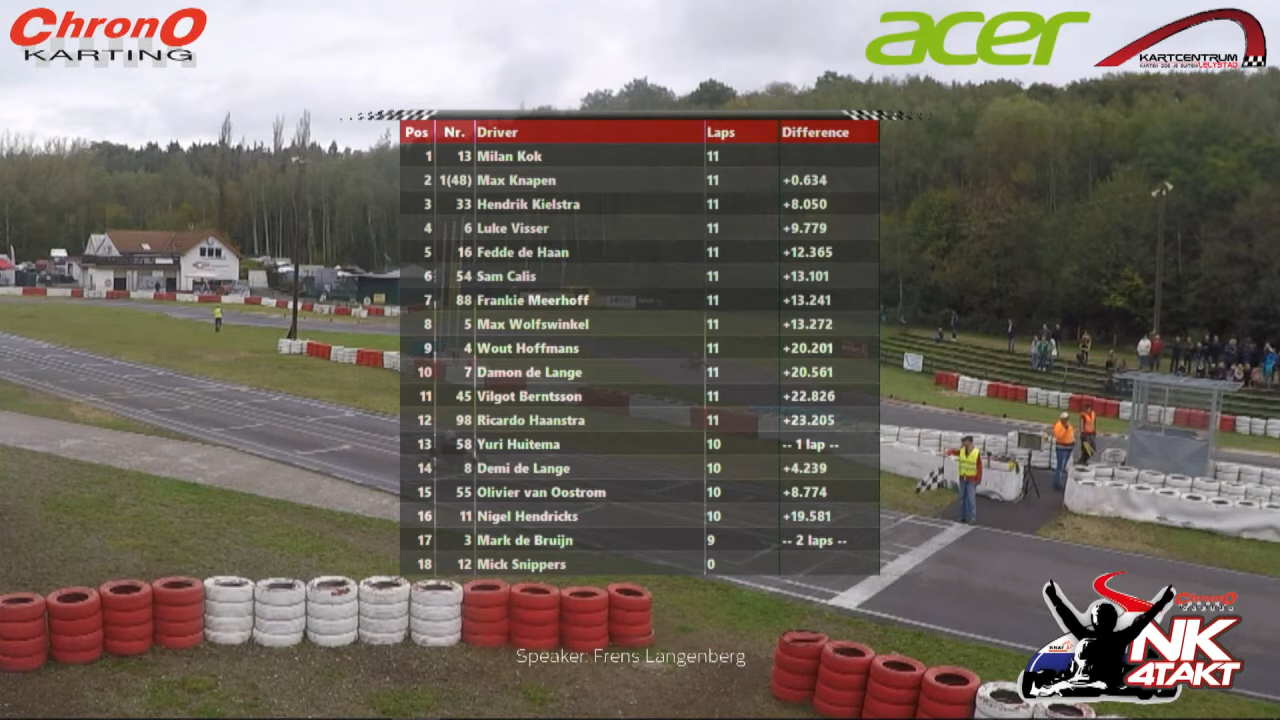 ChronO
KARTING
acer
KARTCENTRUM
LELYSTAD
Pos Nr. Driver Laps Difference
1 13 Milan Kok 11
2 1(48) Max Knapen 11 +0.634
3 33 Hendrik Kielstra 11 +8.050
4 6 Luke Visser 11 +9.779
5 16 Fedde de Haan 11 +12.365
6 54 Sam Calis 11 +13.101
7 88 Frankie Meerhoff 11 +13.241
8 5 Max Wolfswinkel 11 +13.272
9 4 Wout Hoffmans 11 +20.201
10 7 Damon de Lange 11 +20.561
11 45 Vilgot Berntsson 11 +22.826
12 98 Ricardo Haanstra 11 +23.205
13 58 Yuri Huitema 10 -- 1 lap --
14 8 Demi de Lange 10 +4.239
15 55 Olivier van Oostrom 10 +8.774
16 11 Nigel Hendricks 10 +19.581
17 3 Mark de Bruijn 9 -- 2 laps --
18 12 Mick Snippers 0
Speaker: Frens Langenberg
ChronO
NK
4TAKT